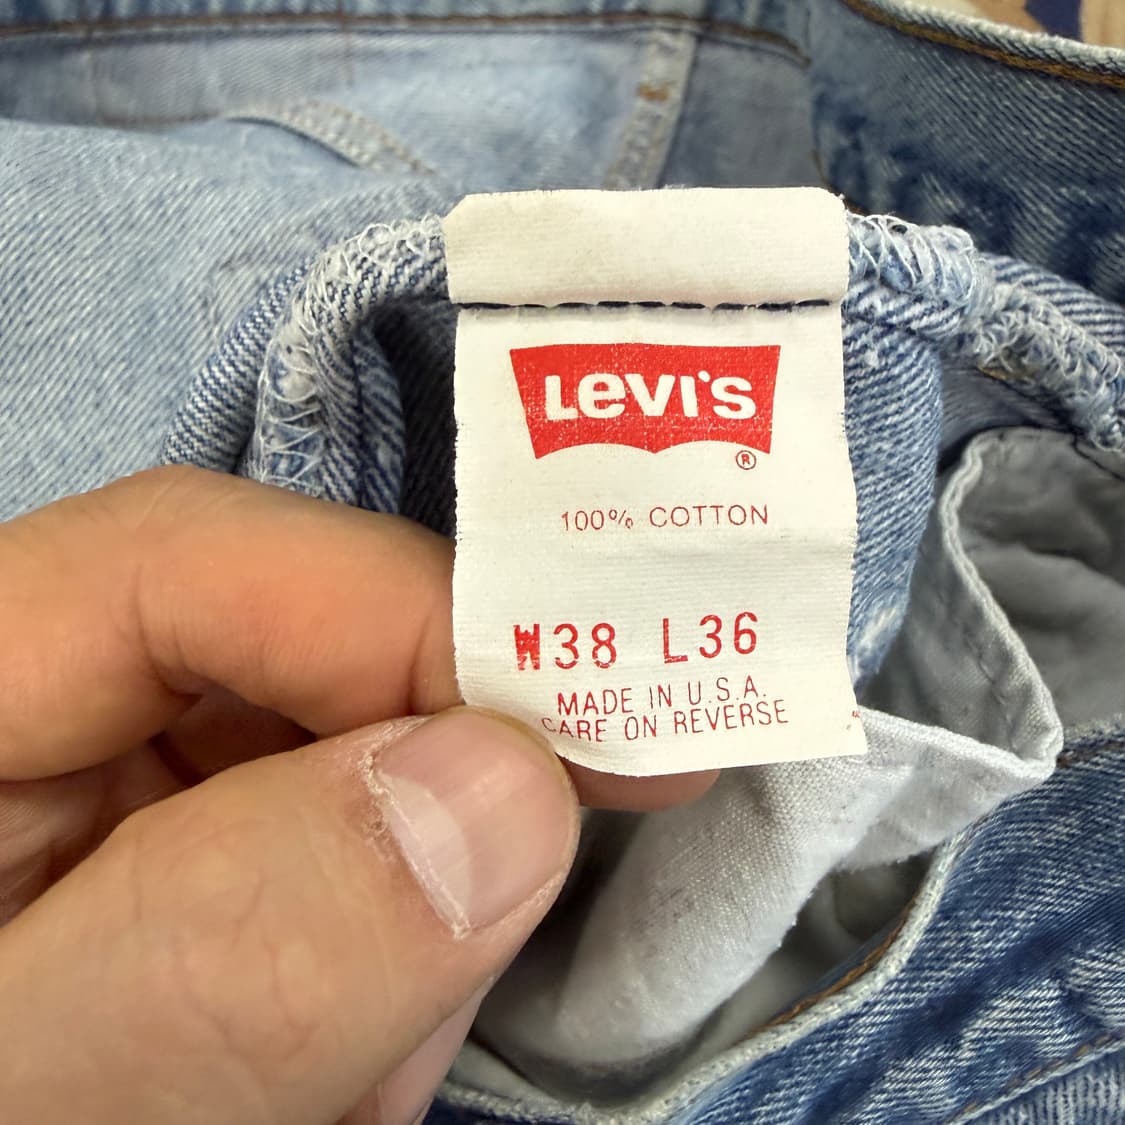 LEVI'S
®
100% COTTON
W38 L36
MADE IN U.S.A.
CARE ON REVERSE